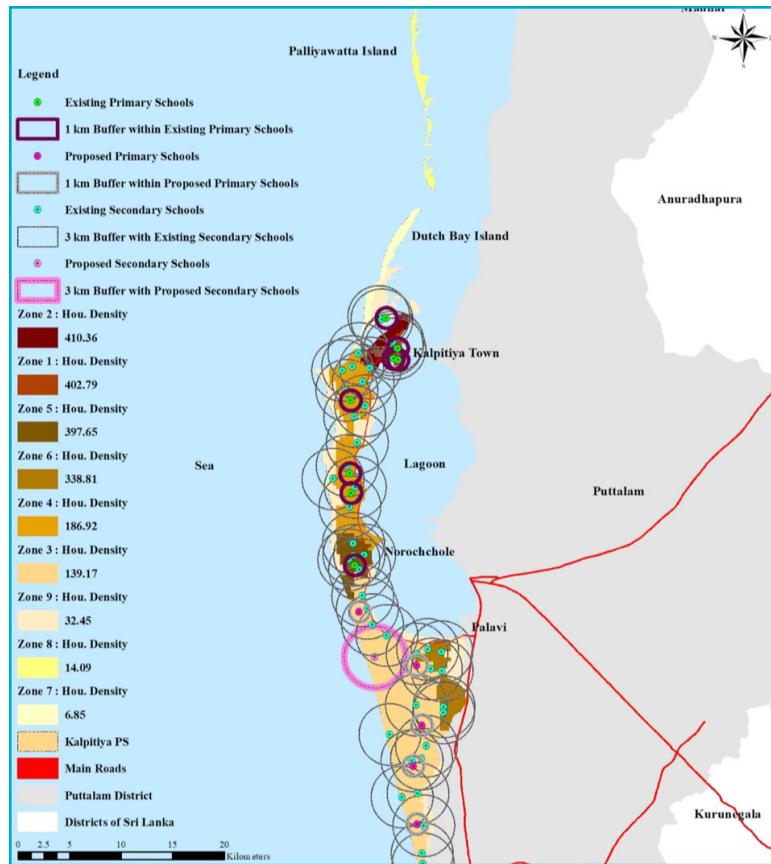 Mannar
Palliyawatta Island
N
W
E
S
Legend
Existing Primary Schools
1 km Buffer within Existing Primary Schools
Proposed Primary Schools
1 km Buffer within Proposed Primary Schools
Existing Secondary Schools
3 km Buffer with Existing Secondary Schools
Proposed Secondary Schools
3 km Buffer with Proposed Secondary Schools
Zone 2 : Hou. Density
410.36
Zone 1 : Hou. Density
402.79
Zone 5 : Hou. Density
397.65
Zone 6 : Hou. Density
338.81
Zone 4 : Hou. Density
186.92
Zone 3 : Hou. Density
139.17
Zone 9 : Hou. Density
32.45
Zone 8 : Hou. Density
14.09
Zone 7 : Hou. Density
6.85
Kalpitiya PS
Main Roads
Puttalam District
Districts of Sri Lanka
0 2.5 5 10 15 20
Kilometers
Anuradhapura
Dutch Bay Island
Kalpitiya Town
Sea
Lagoon
Puttalam
Norochchole
Palavi
Kurunegala